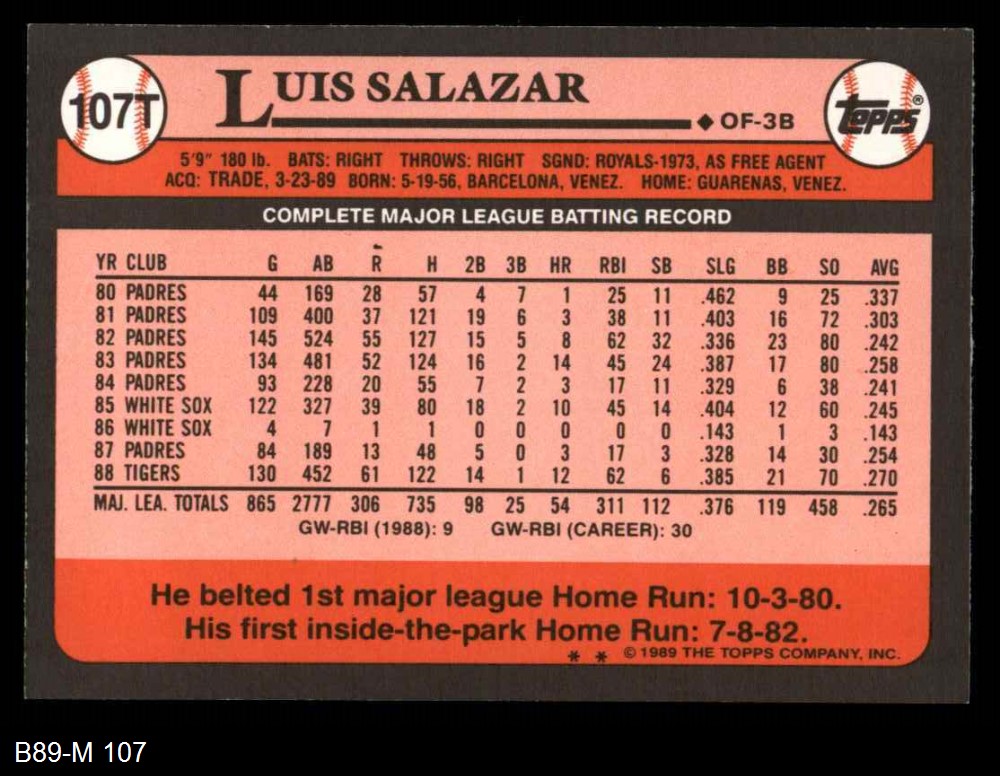 107T
LUIS SALAZAR
◆ OF-3B
Topps®
5'9" 180 lb. BATS: RIGHT THROWS: RIGHT SGND: ROYALS-1973, AS FREE AGENT
ACQ: TRADE, 3-23-89 BORN: 5-19-56, BARCELONA, VENEZ. HOME: GUARENAS, VENEZ.
COMPLETE MAJOR LEAGUE BATTING RECORD
YR CLUB G AB R H 2B 3B HR RBI SB SLG BB SO AVG
80 PADRES 44 169 28 57 4 7 1 25 11 .462 9 25 .337
81 PADRES 109 400 37 121 19 6 3 38 11 .403 16 72 .303
82 PADRES 145 524 55 127 15 5 8 62 32 .336 23 80 .242
83 PADRES 134 481 52 124 16 2 14 45 24 .387 17 80 .258
84 PADRES 93 228 20 55 7 2 3 17 11 .329 6 38 .241
85 WHITE SOX 122 327 39 80 18 2 10 45 14 .404 12 60 .245
86 WHITE SOX 4 7 1 1 0 0 0 0 0 .143 1 3 .143
87 PADRES 84 189 13 48 5 0 3 17 3 .328 14 30 .254
88 TIGERS 130 452 61 122 14 1 12 62 6 .385 21 70 .270
MAJ. LEA. TOTALS 865 2777 306 735 98 25 54 311 112 .376 119 458 .265
GW-RBI (1988): 9 GW-RBI (CAREER): 30
He belted 1st major league Home Run: 10-3-80.
His first inside-the-park Home Run: 7-8-82.
* * © 1989 THE TOPPS COMPANY, INC.
B89-M 107